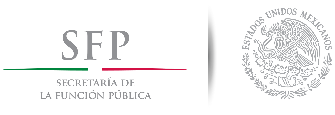 SFP
SECRETARÍA DE
LA FUNCIÓN PÚBLICA
ESTADOS UNIDOS MEXICANOS